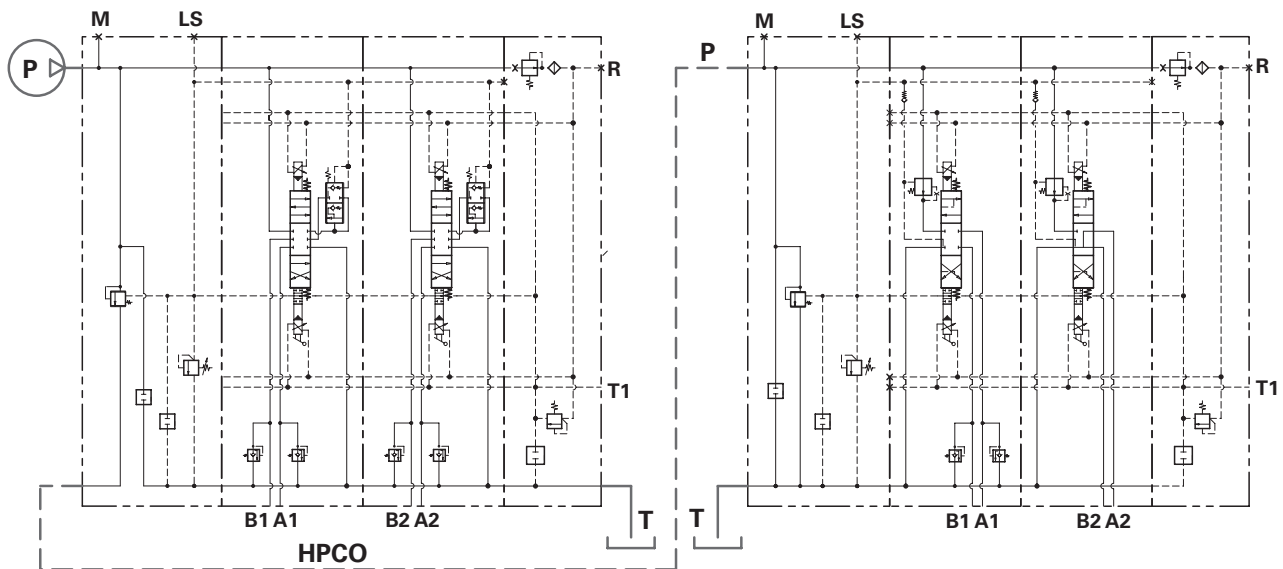 M LS M LS
P R P R
T1 T1
B1 A1 B2 A2 T T B1 A1 B2 A2
HPCO